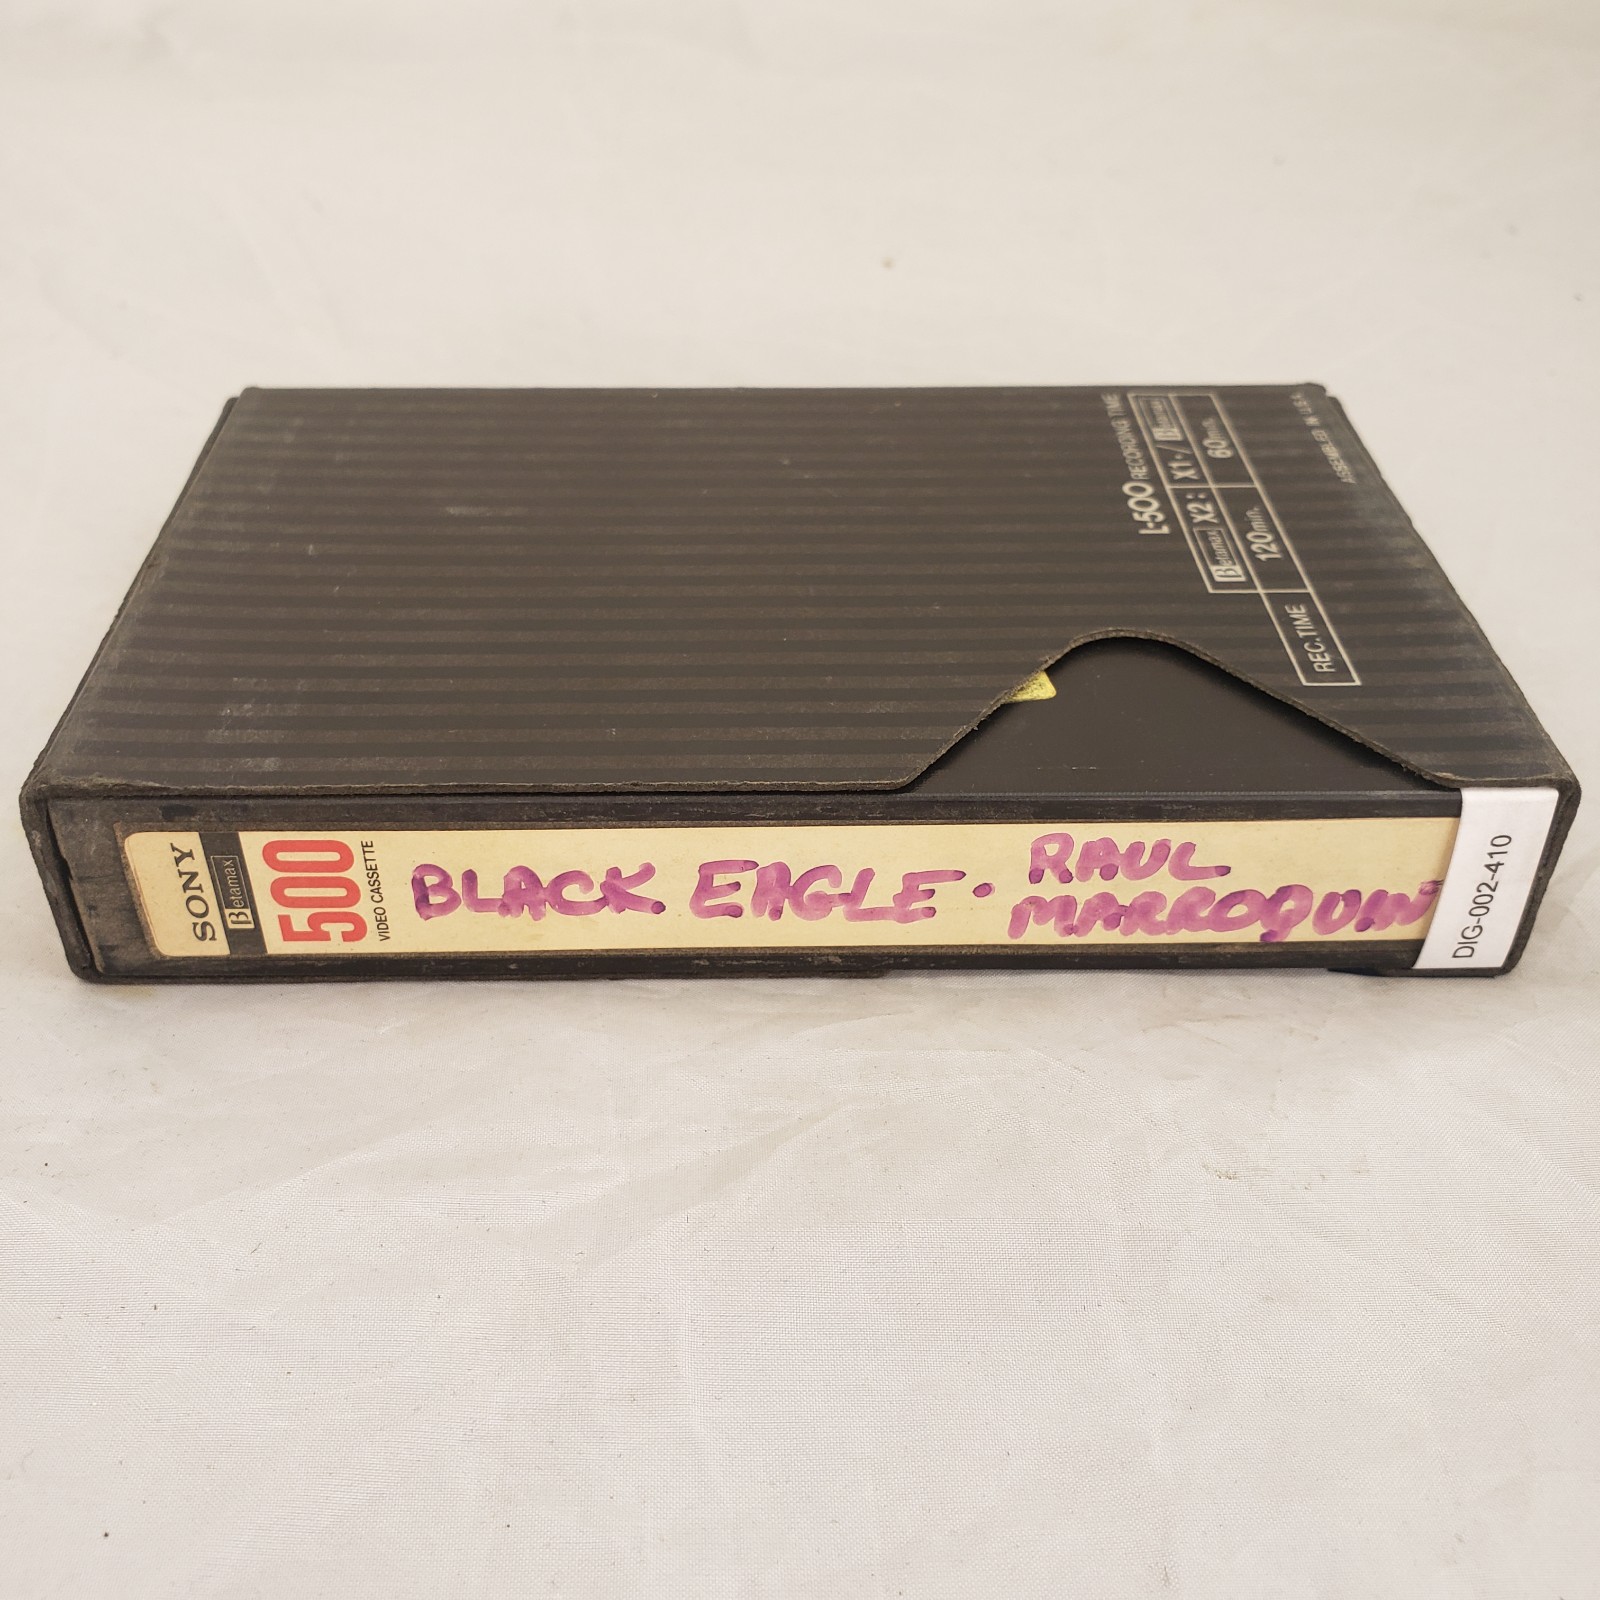 L-500 RECORDING TIME
Betamax X2: X1-/ Betamax
REC. TIME 120min. 60min.
ASSEMBLED IN U.S.A.
SONY
Betamax
500
VIDEO CASSETTE
BLACK EAGLE · RAUL
MARROQUIN
DIG-002-410